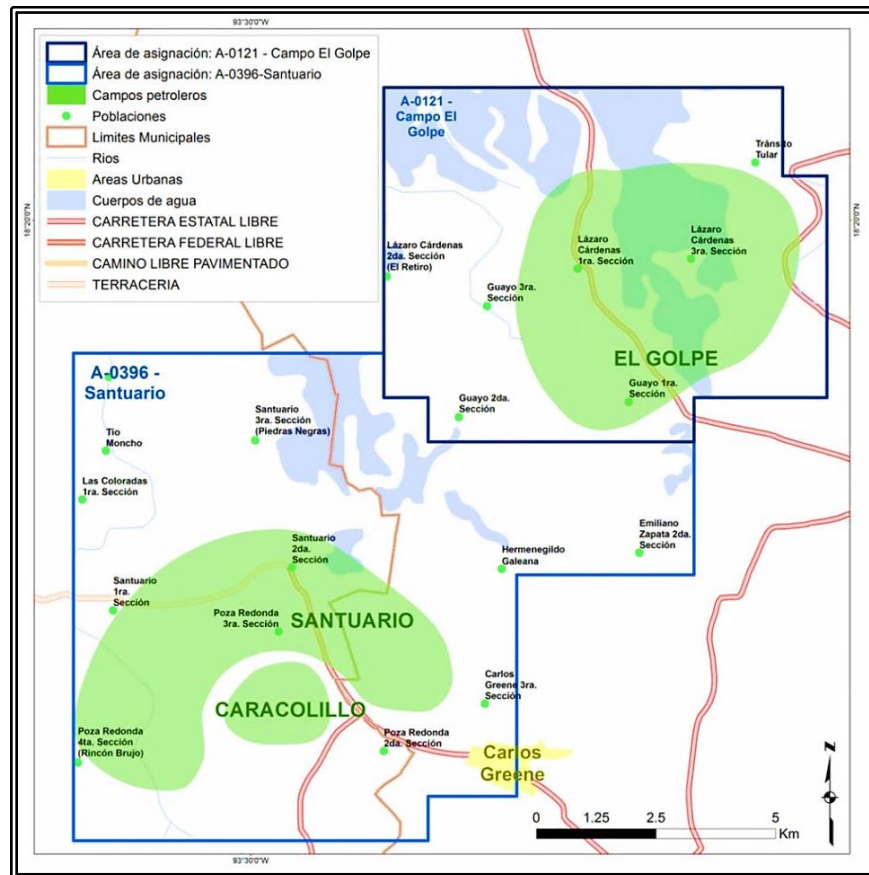 93°30'0"W
Área de asignación: A-0121 - Campo El Golpe
Área de asignación: A-0396-Santuario
Campos petroleros
Poblaciones
Limites Municipales
Rios
Areas Urbanas
Cuerpos de agua
CARRETERA ESTATAL LIBRE
CARRETERA FEDERAL LIBRE
CAMINO LIBRE PAVIMENTADO
TERRACERIA
A-0121 -
Campo El
Golpe
Tránsito
Tular
18°20'0"N
18°20'0"N
Lázaro Cárdenas
2da. Sección
(El Retiro)
Lázaro
Cárdenas
1ra. Sección
Lázaro
Cárdenas
3ra. Sección
Guayo 3ra.
Sección
EL GOLPE
Guayo 2da.
Sección
Guayo 1ra.
Sección
A-0396 -
Santuario
Santuario
3ra. Sección
(Piedras Negras)
Tio
Moncho
Las Coloradas
1ra. Sección
Santuario
2da.
Sección
Hermenegildo
Galeana
Emiliano
Zapata 2da.
Sección
Santuario
1ra.
Sección
Poza Redonda
3ra. Sección
SANTUARIO
CARACOLILLO
Carlos
Greene 3ra.
Sección
Poza Redonda
4ta. Sección
(Rincón Brujo)
Poza Redonda
2da. Sección
Carlos
Greene
N
0 1.25 2.5 5
Km
93°30'0"W